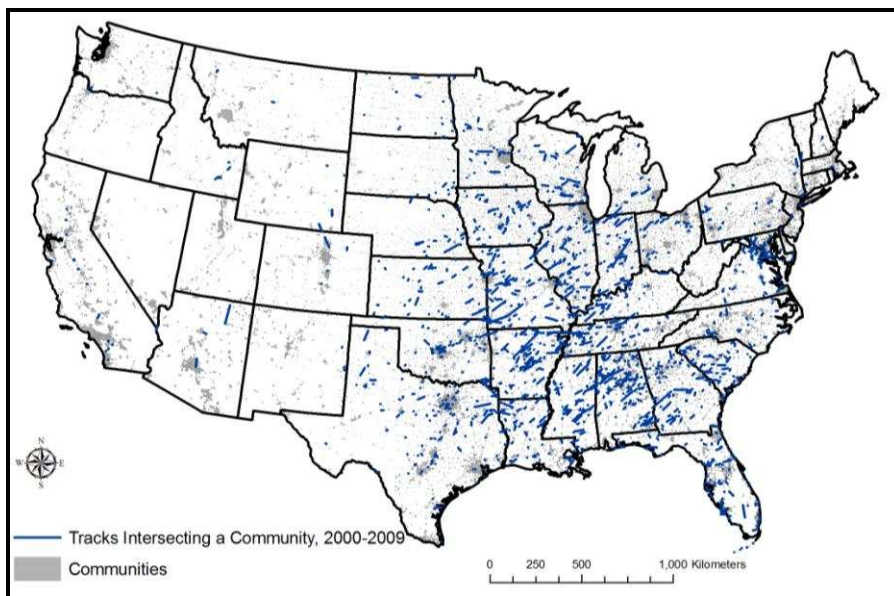 N
W E
S
Tracks Intersecting a Community, 2000-2009
Communities
0 250 500 1,000 Kilometers